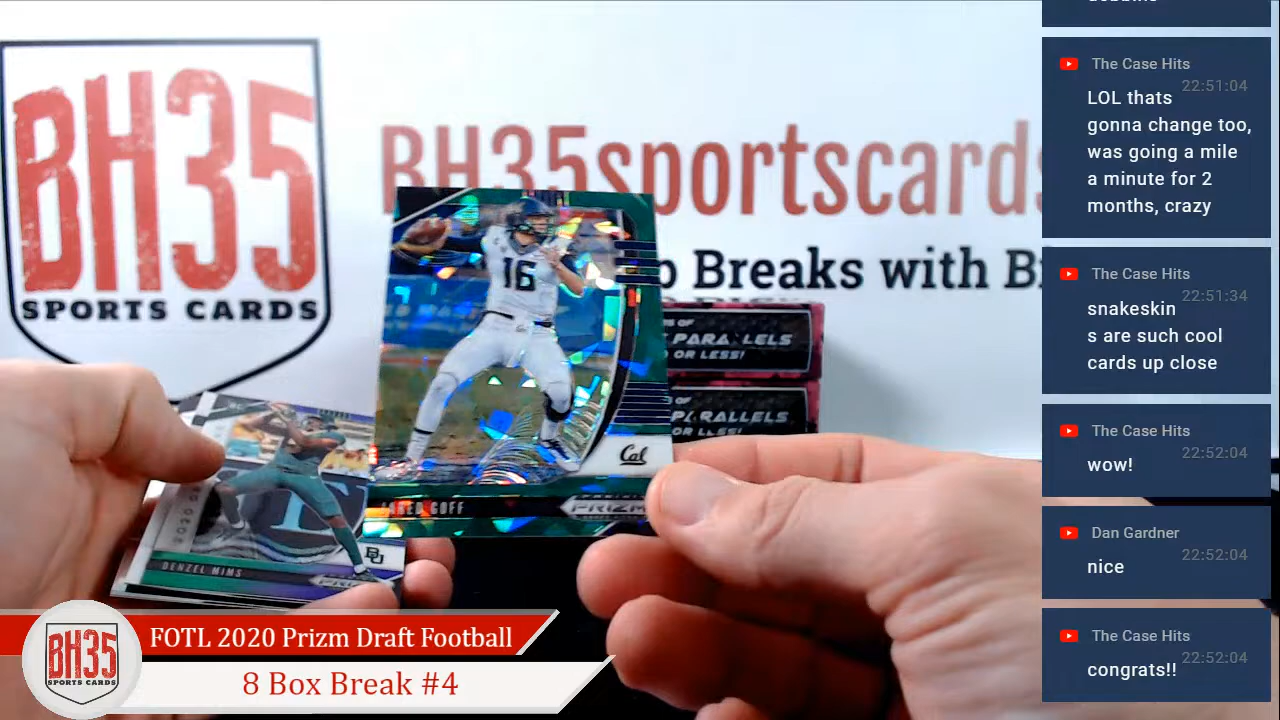 BH35
SPORTS CARDS
BH35sportscards
Breaks with
16
Cal
JARED GOFF
PRIZM
PARALLELS
OR LESS!
PARALLELS
OR LESS!
DENZEL MIMS
BU
BH35
SPORTS CARDS
FOTL 2020 Prizm Draft Football
8 Box Break #4
The Case Hits
22:51:04
LOL thats
gonna change too,
was going a mile
a minute for 2
months, crazy
The Case Hits
22:51:34
snakeskin
s are such cool
cards up close
The Case Hits
22:52:04
wow!
Dan Gardner
22:52:04
nice
The Case Hits
22:52:04
congrats!!